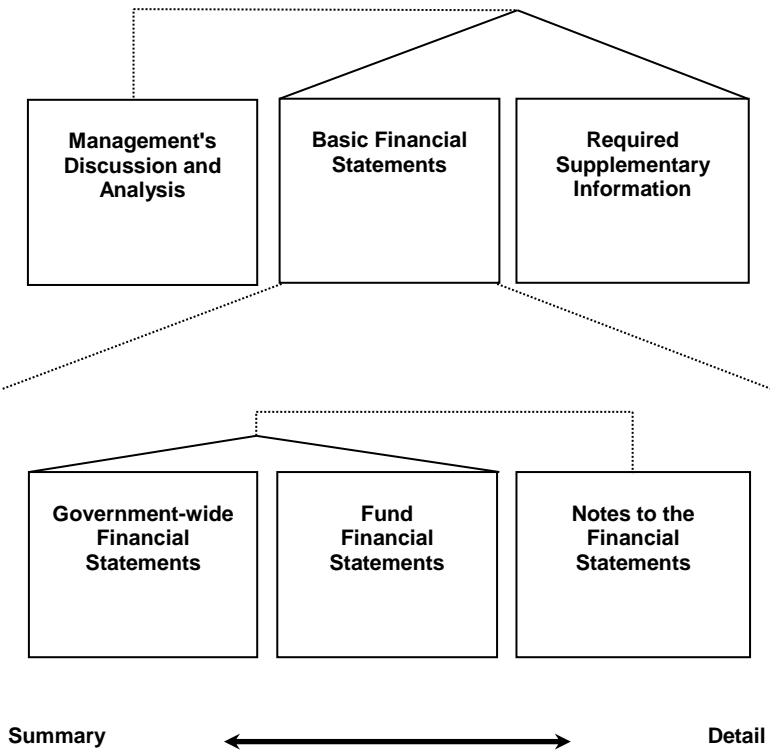 Management's
Discussion and
Analysis
Basic Financial
Statements
Required
Supplementary
Information
Government-wide
Financial
Statements
Fund
Financial
Statements
Notes to the
Financial
Statements
Summary
Detail